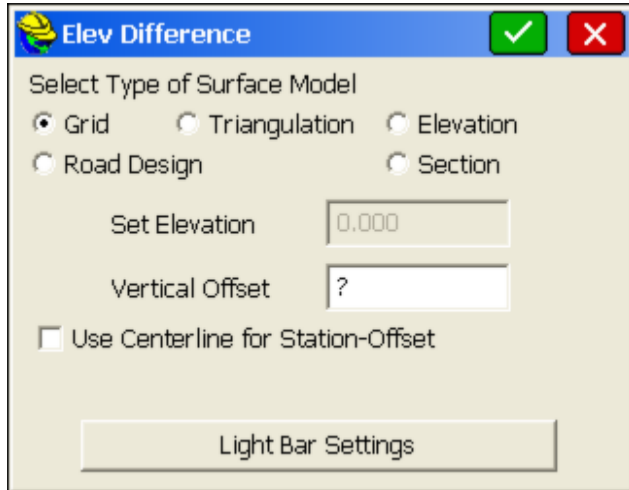 Elev Difference
Select Type of Surface Model
Grid Triangulation Elevation
Road Design Section
Set Elevation 0.000
Vertical Offset ?
Use Centerline for Station-Offset
Light Bar Settings